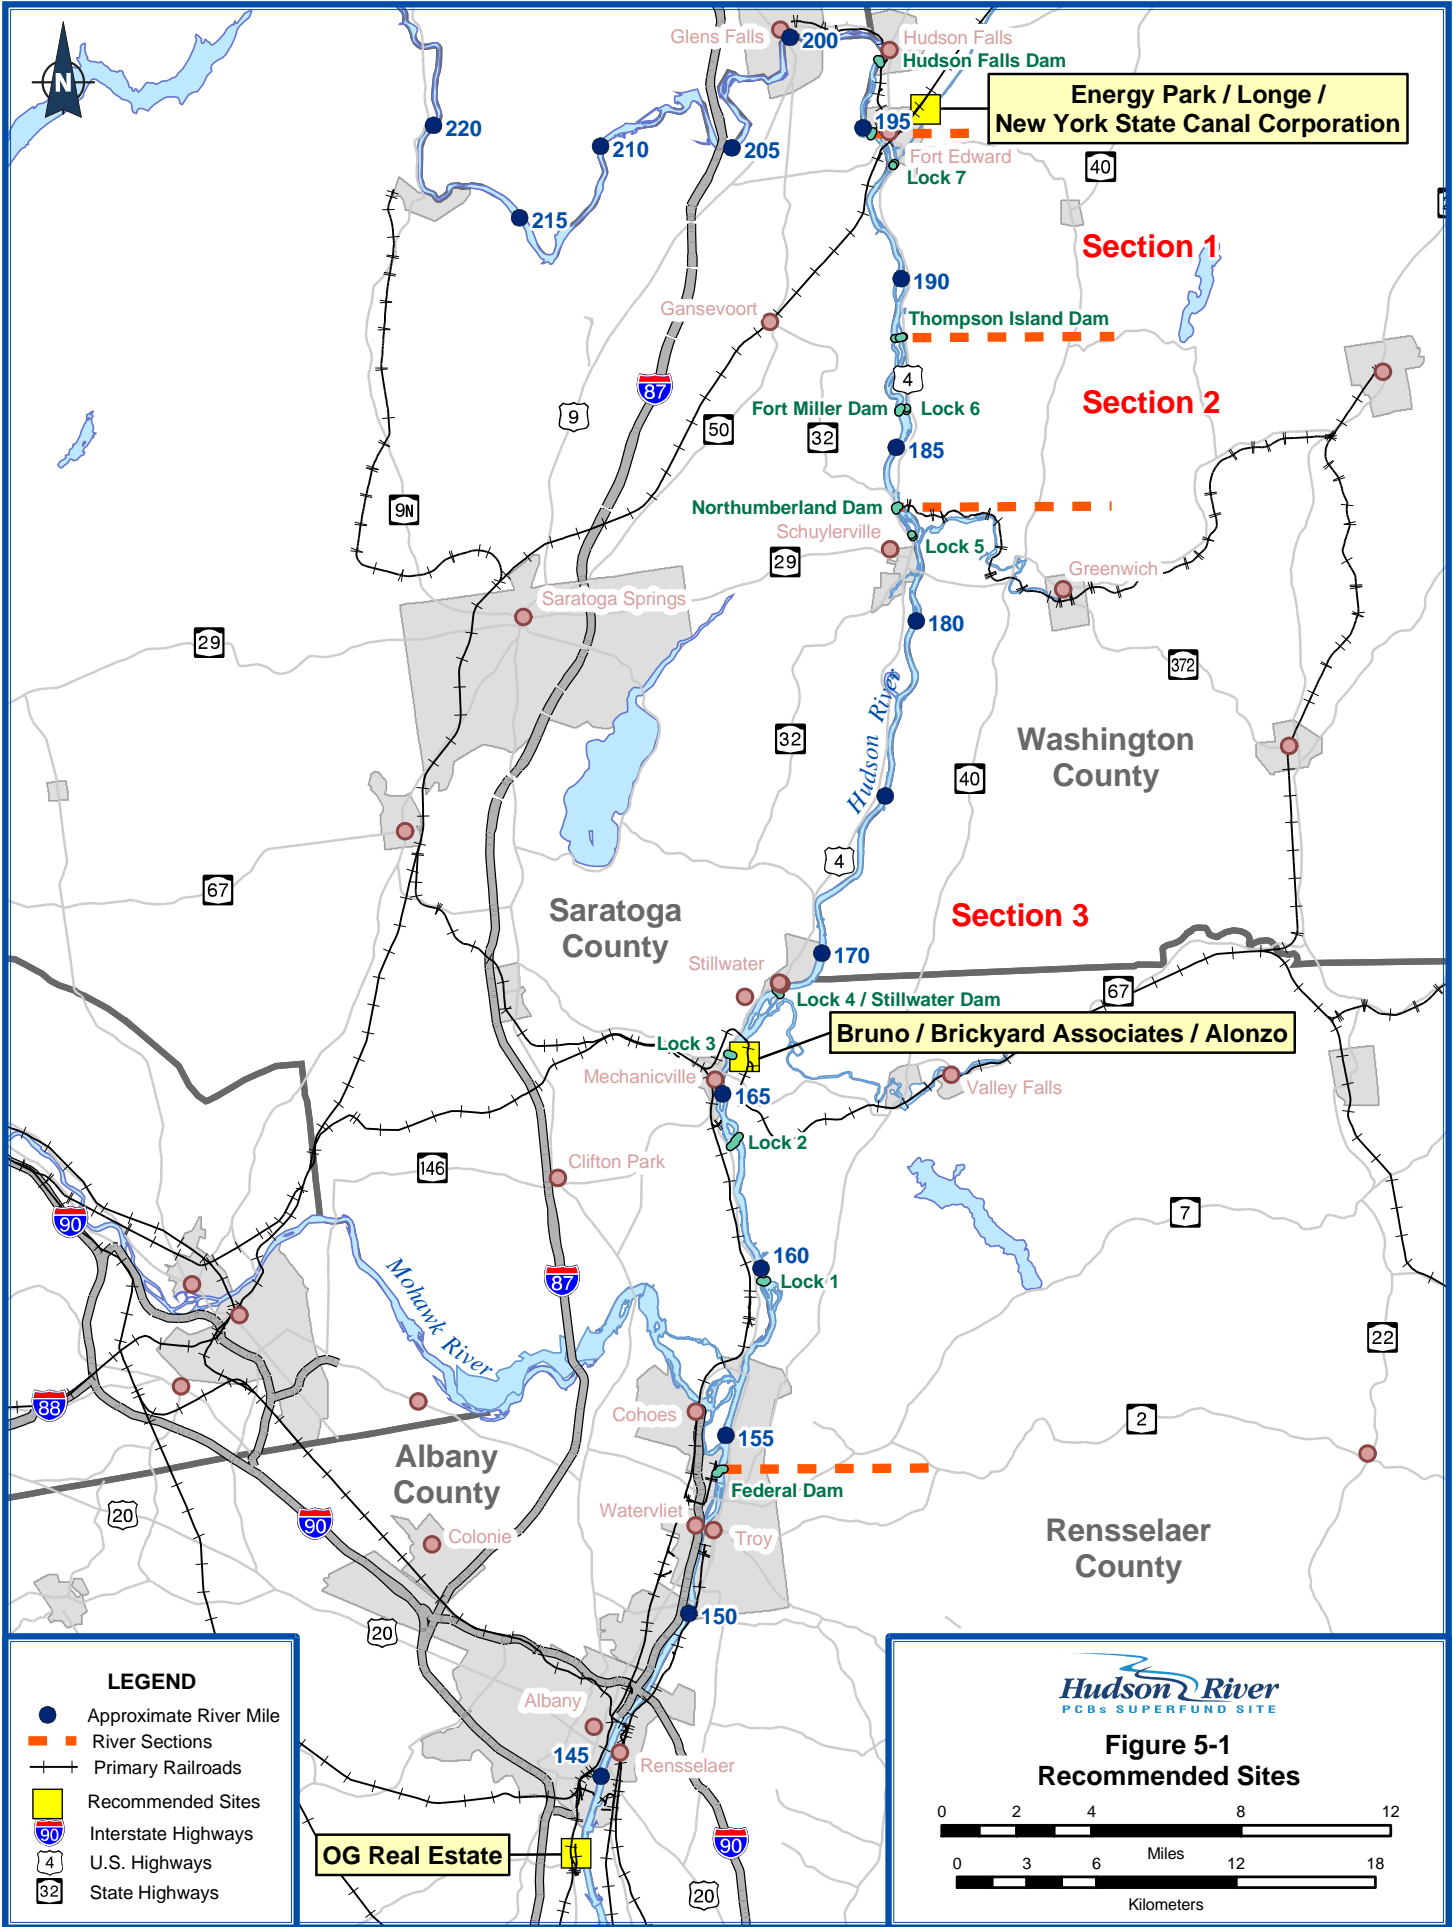 Glens Falls
200
Hudson Falls
Hudson Falls Dam
N
Energy Park / Longe /
New York State Canal Corporation
220
210
205
195
Fort Edward
Lock 7
40
215
Section 1
190
Gansevoort
Thompson Island Dam
87
4
9
50
32
Fort Miller Dam
Lock 6
Section 2
185
9N
Northumberland Dam
Schuylerville
Lock 5
29
Greenwich
Saratoga Springs
180
29
372
Hudson River
32
Washington
County
40
4
67
Saratoga
County
Section 3
170
Stillwater
67
Lock 4 / Stillwater Dam
Bruno / Brickyard Associates / Alonzo
Lock 3
Mechanicville
165
Valley Falls
Lock 2
Clifton Park
146
7
90
160
Lock 1
87
Mohawk River
22
88
Cohoes
2
155
Albany
County
Federal Dam
20
90
Watervliet
Troy
Colonie
Rensselaer
County
150
20
Albany
145
Rensselaer
OG Real Estate
90
20
LEGEND
Approximate River Mile
River Sections
Primary Railroads
Recommended Sites
90 Interstate Highways
4 U.S. Highways
32 State Highways
Hudson River
PCBs SUPERFUND SITE
Figure 5-1
Recommended Sites
0 2 4 8 12
Miles
0 3 6 12 18
Kilometers